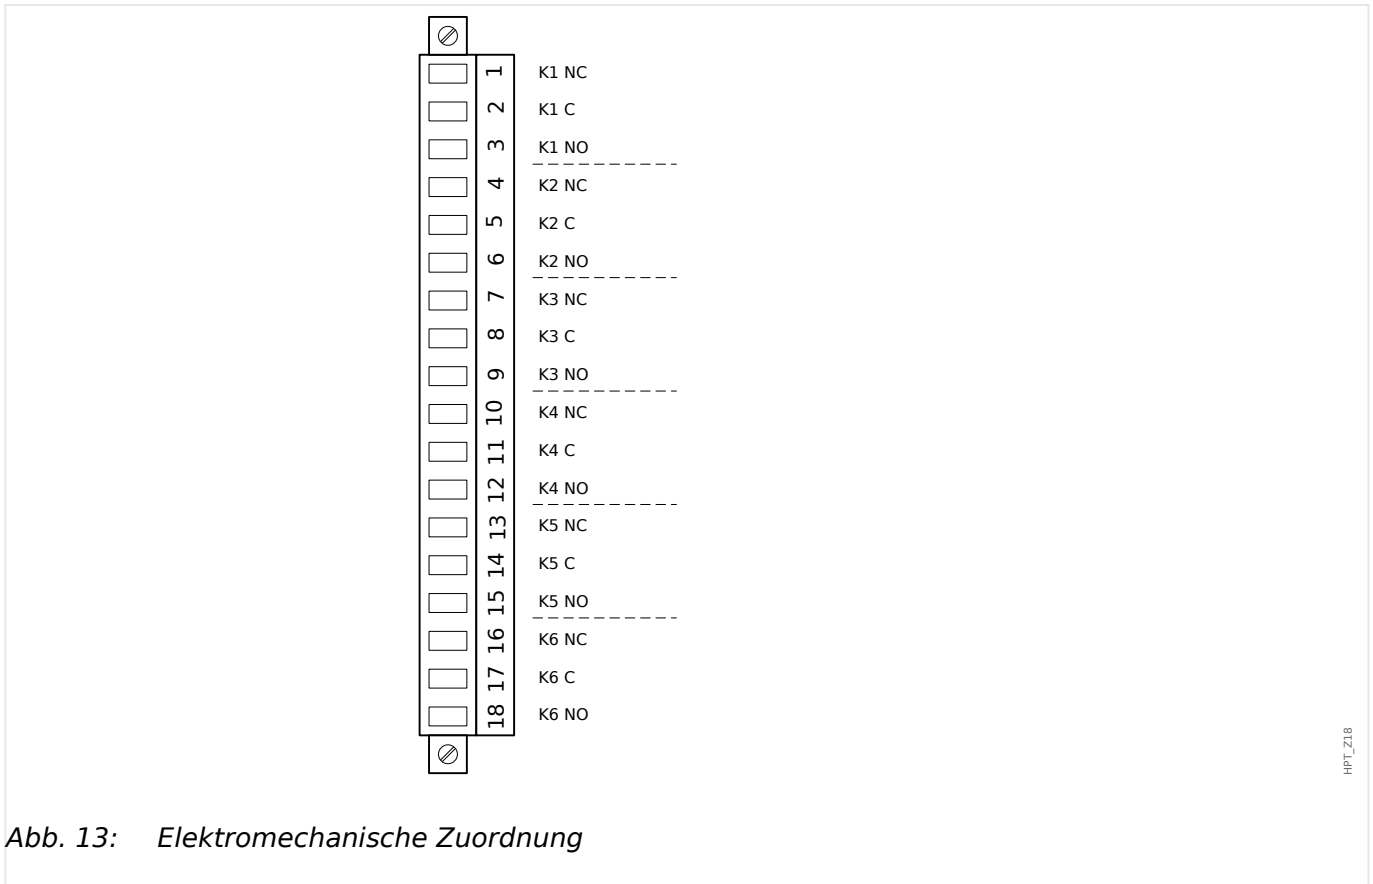 1 K1 NC
2 K1 C
3 K1 NO
4 K2 NC
5 K2 C
6 K2 NO
7 K3 NC
8 K3 C
9 K3 NO
10 K4 NC
11 K4 C
12 K4 NO
13 K5 NC
14 K5 C
15 K5 NO
16 K6 NC
17 K6 C
18 K6 NO
HPT_Z18
Abb. 13: Elektromechanische Zuordnung